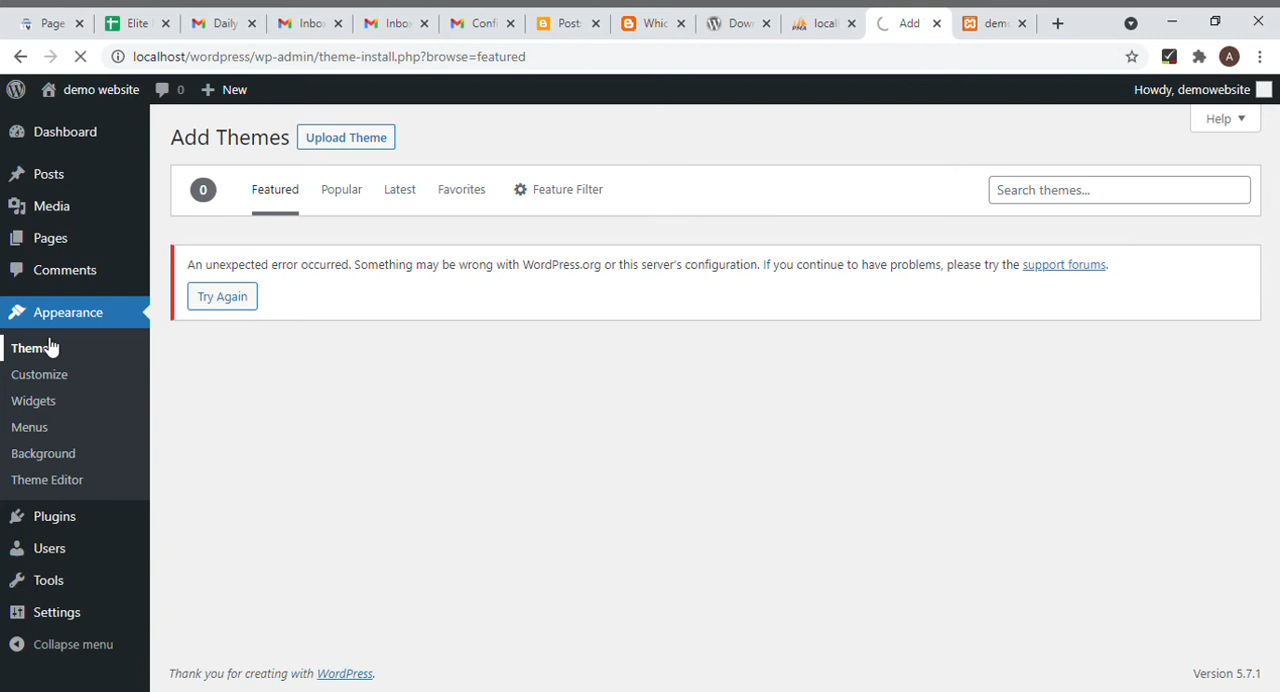 Page
Elite
Daily
Inbo
Inbo
Conf
Post
Whic
Dow
local
Add
dem
localhost/wordpress/wp-admin/theme-install.php?browse=featured
A
demo website
0
New
Howdy, demowebsite
Dashboard
Posts
Media
Pages
Comments
Appearance
Customize
Widgets
Menus
Background
Theme Editor
Plugins
Users
Tools
Settings
Collapse menu
Help
Add Themes
Upload Theme
0
Featured
Popular
Latest
Favorites
Feature Filter
Search themes...
An unexpected error occurred. Something may be wrong with WordPress.org or this server's configuration. If you continue to have problems, please try the support forums.
Try Again
Thank you for creating with WordPress.
Version 5.7.1